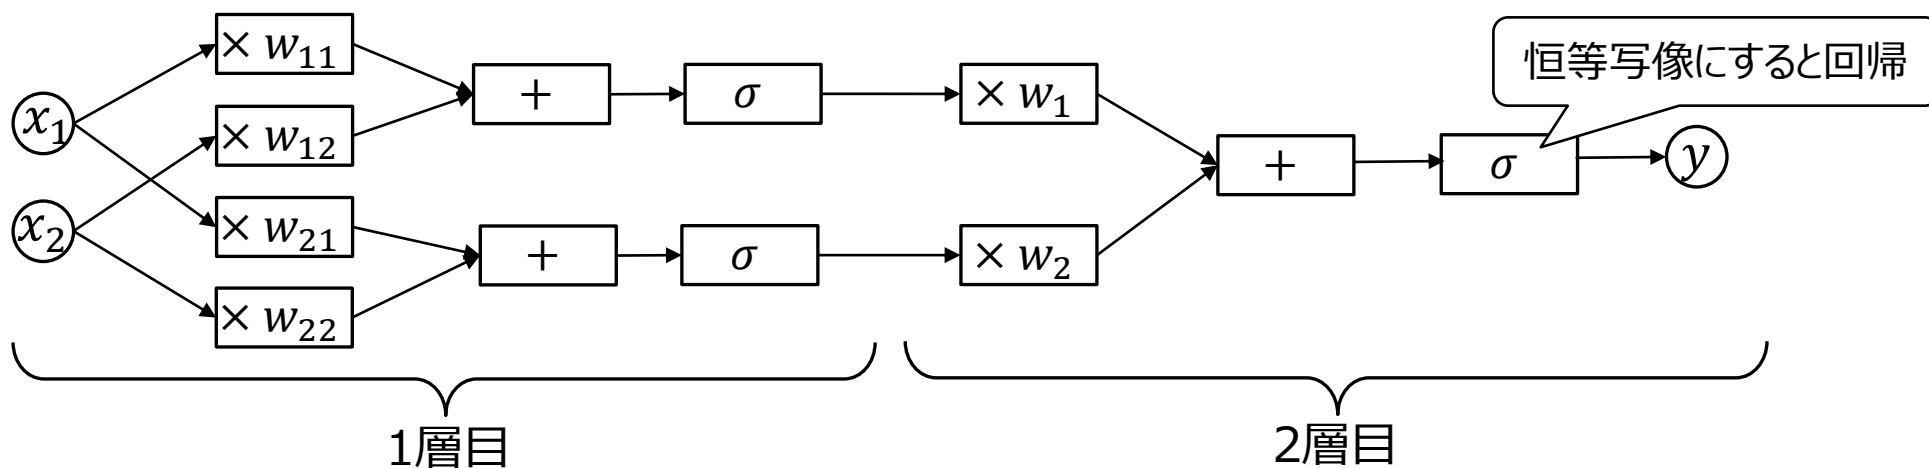 恒等写像にすると回帰
x₁
x₂
× w₁₁
× w₁₂
× w₂₁
× w₂₂
+
σ
+
σ
× w₁
× w₂
+
σ
y
1層目
2層目